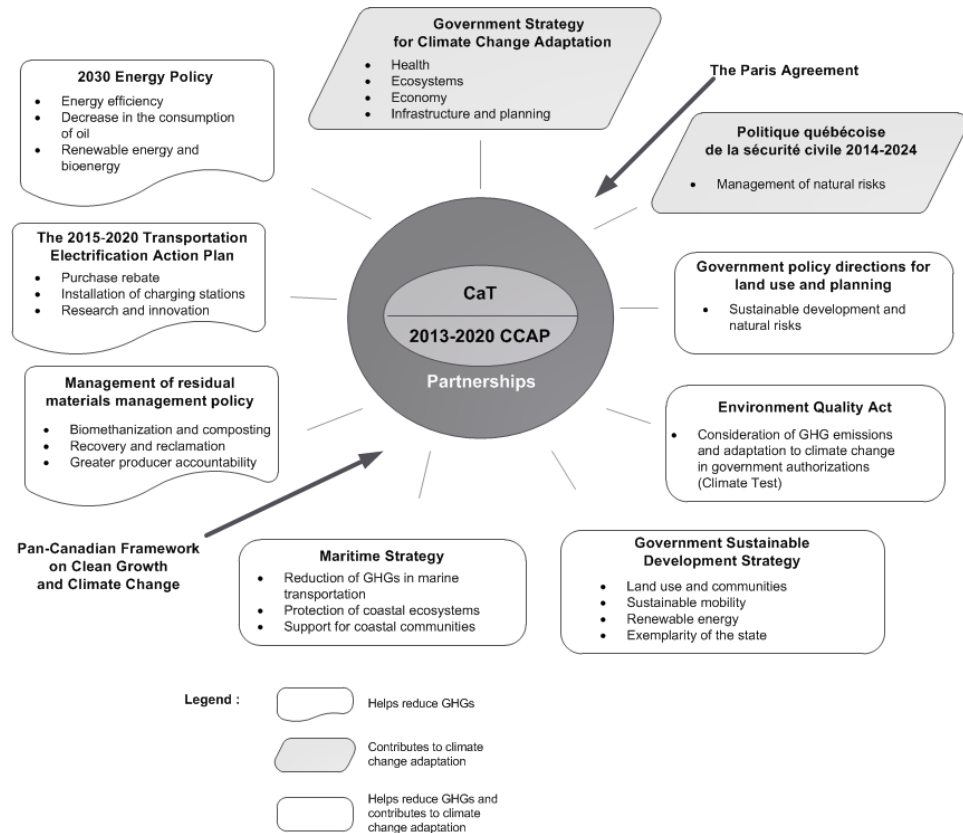 Government Strategy
for Climate Change Adaptation
• Health
• Ecosystems
• Economy
• Infrastructure and planning
2030 Energy Policy
• Energy efficiency
• Decrease in the consumption
of oil
• Renewable energy and
bioenergy
The Paris Agreement
Politique québécoise
de la sécurité civile 2014-2024
• Management of natural risks
The 2015-2020 Transportation
Electrification Action Plan
• Purchase rebate
• Installation of charging stations
• Research and innovation
Government policy directions for
land use and planning
• Sustainable development and
natural risks
CaT
2013-2020 CCAP
Partnerships
Management of residual
materials management policy
• Biomethanization and composting
• Recovery and reclamation
• Greater producer accountability
Environment Quality Act
• Consideration of GHG emissions
and adaptation to climate change
in government authorizations
(Climate Test)
Pan-Canadian Framework
on Clean Growth
and Climate Change
Maritime Strategy
• Reduction of GHGs in marine
transportation
• Protection of coastal ecosystems
• Support for coastal communities
Government Sustainable
Development Strategy
• Land use and communities
• Sustainable mobility
• Renewable energy
• Exemplarity of the state
Legend :
Helps reduce GHGs
Contributes to climate
change adaptation
Helps reduce GHGs and
contributes to climate
change adaptation